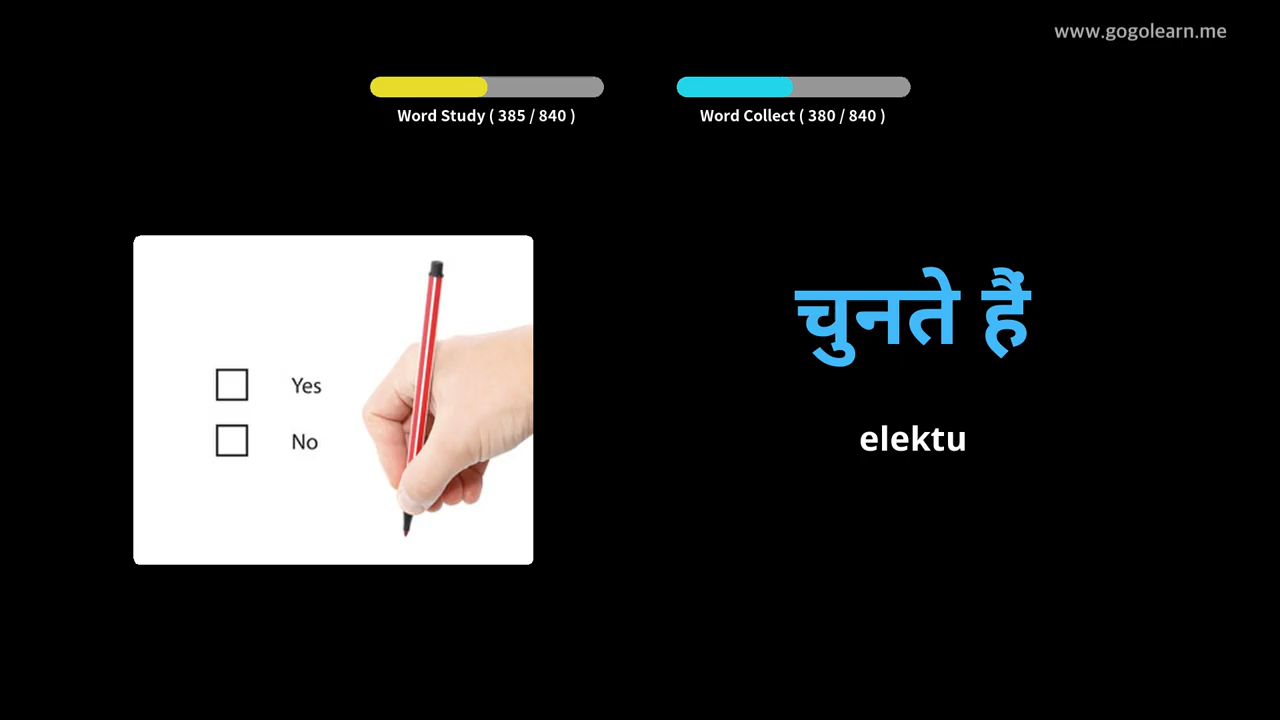 www.gogolearn.me
Word Study ( 385 / 840 )
Word Collect ( 380 / 840 )
चुनते हैं
Yes
elektu
No